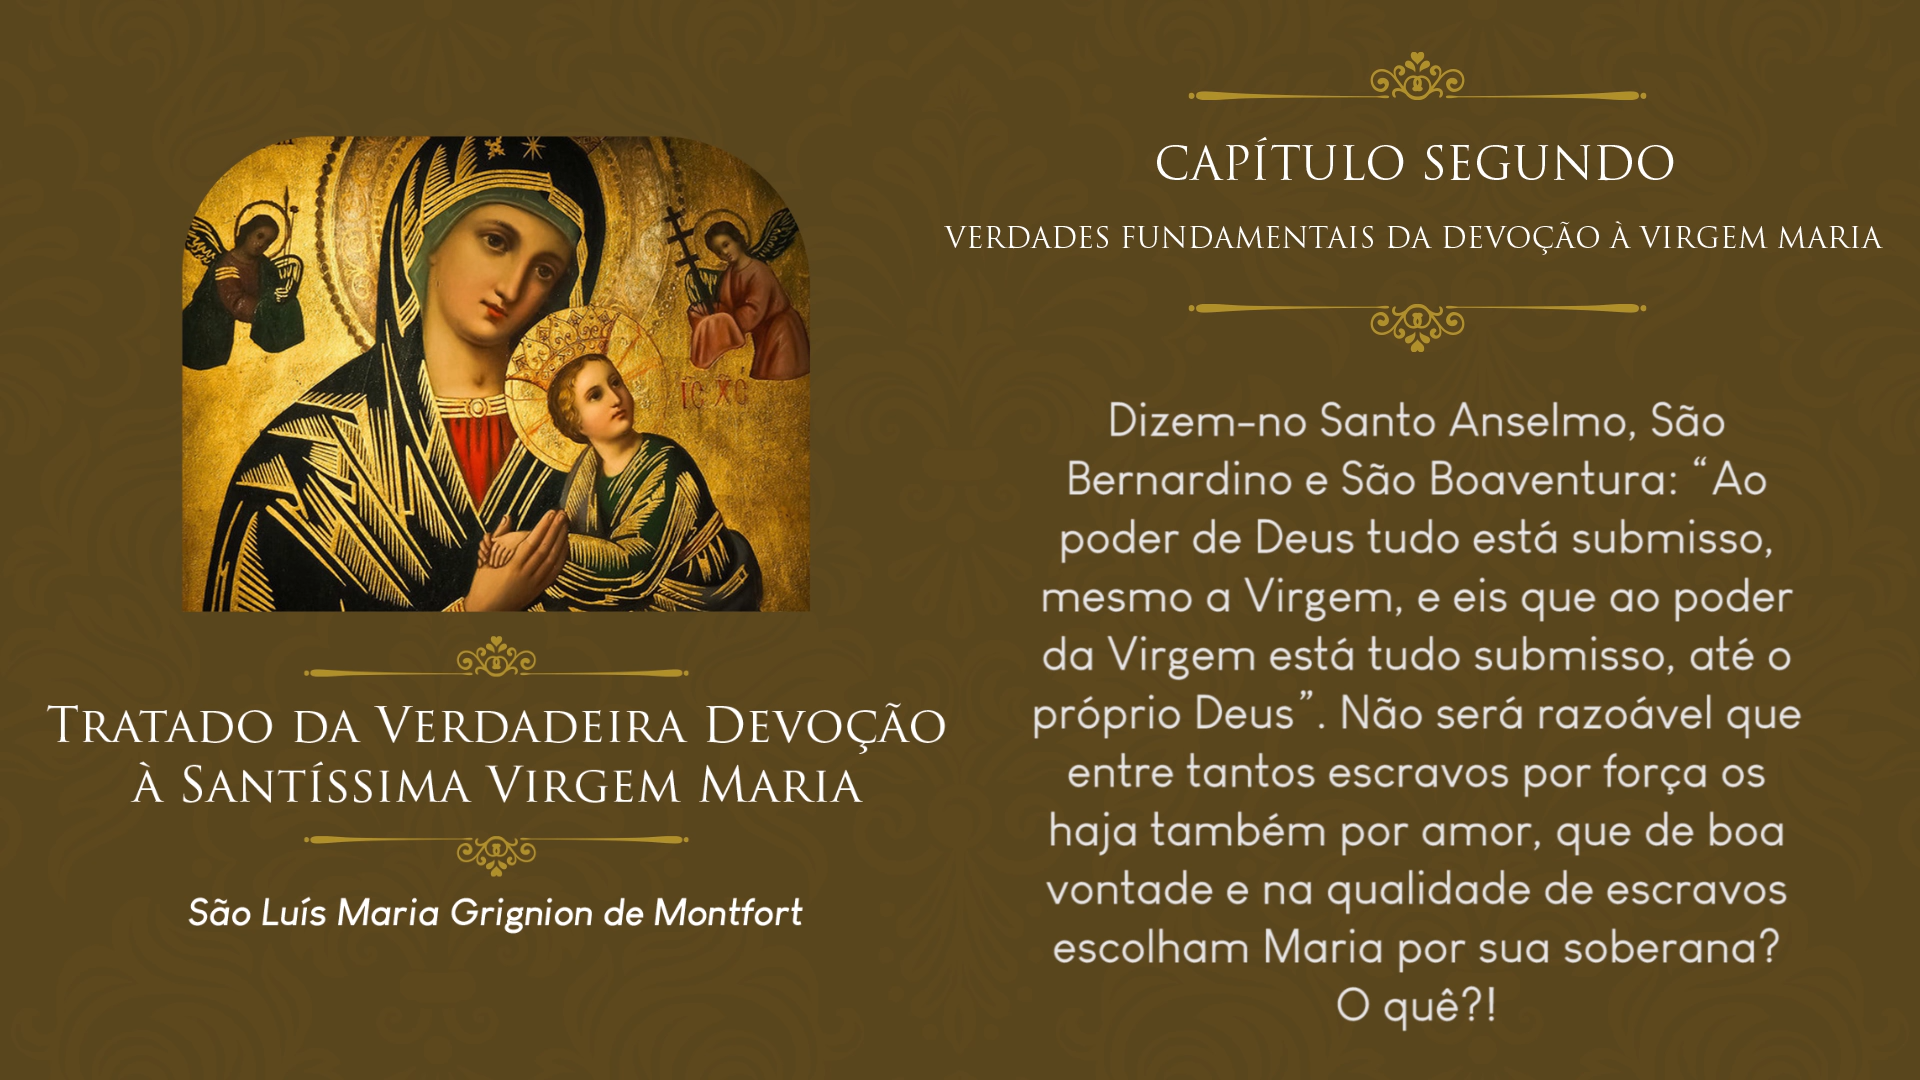 IC XC
TRATADO DA VERDADEIRA DEVOÇÃO
À SANTÍSSIMA VIRGEM MARIA
São Luís Maria Grignion de Montfort
CAPÍTULO SEGUNDO
VERDADES FUNDAMENTAIS DA DEVOÇÃO À VIRGEM MARIA
Dizem-no Santo Anselmo, São
Bernardino e São Boaventura: “Ao
poder de Deus tudo está submisso,
mesmo a Virgem, e eis que ao poder
da Virgem está tudo submisso, até o
próprio Deus”. Não será razoável que
entre tantos escravos por força os
haja também por amor, que de boa
vontade e na qualidade de escravos
escolham Maria por sua soberana?
O quê?!